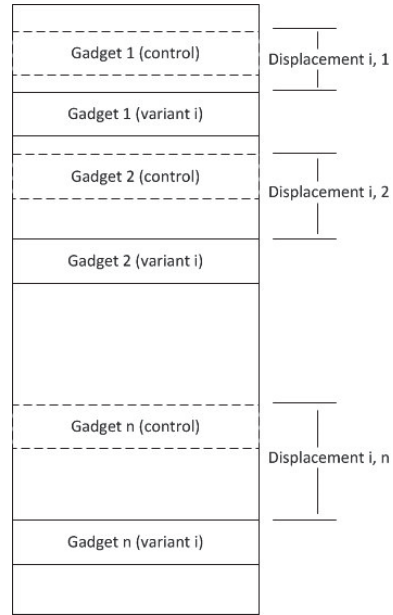 Gadget 1 (control)
Displacement i, 1
Gadget 1 (variant i)
Gadget 2 (control)
Displacement i, 2
Gadget 2 (variant i)
Gadget n (control)
Displacement i, n
Gadget n (variant i)